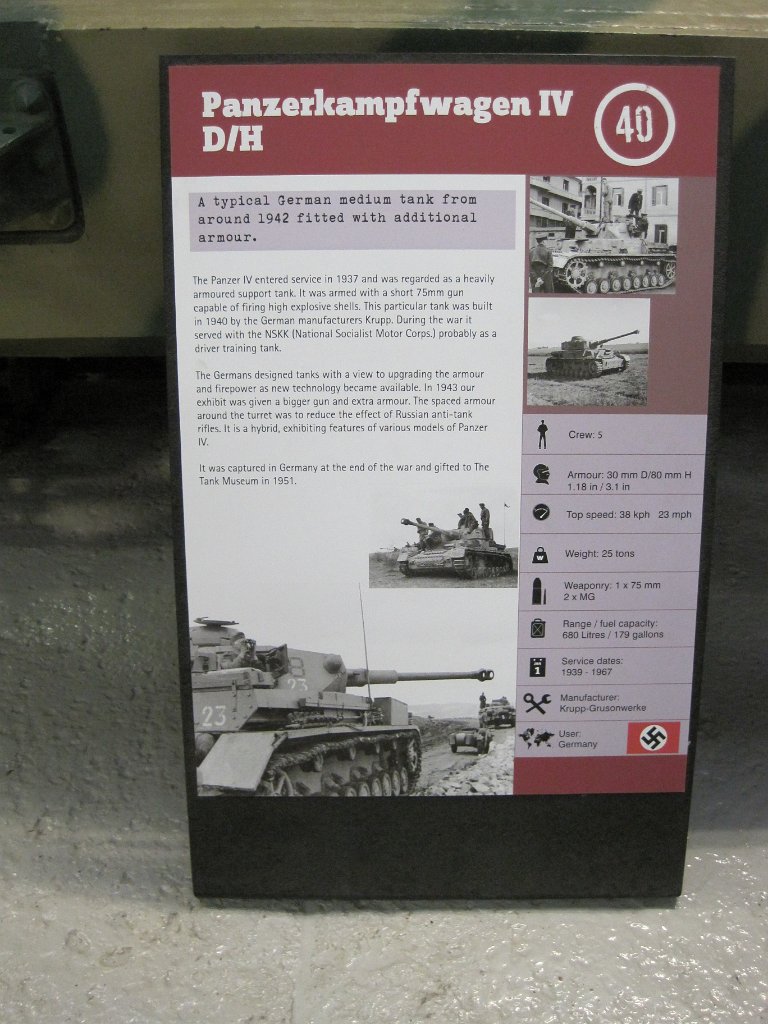 Panzerkampfwagen IV
D/H
40
A typical German medium tank from
around 1942 fitted with additional
armour.
The Panzer IV entered service in 1937 and was regarded as a heavily
armoured support tank. It was armed with a short 75mm gun
capable of firing high explosive shells. This particular tank was built
in 1940 by the German manufacturers Krupp. During the war it
served with the NSKK (National Socialist Motor Corps.) probably as a
driver training tank.
The Germans designed tanks with a view to upgrading the armour
and firepower as new technology became available. In 1943 our
exhibit was given a bigger gun and extra armour. The spaced armour
around the turret was to reduce the effect of Russian anti-tank
rifles. It is a hybrid, exhibiting features of various models of Panzer
IV.
It was captured in Germany at the end of the war and gifted to The
Tank Museum in 1951.
Crew: 5
Armour: 30 mm D/80 mm H
1.18 in / 3.1 in
Top speed: 38 kph 23 mph
W
Weight: 25 tons
Weaponry: 1 x 75 mm
2 x MG
Range / fuel capacity:
680 Litres / 179 gallons
1
Service dates:
1939 - 1967
Manufacturer:
Krupp-Grusonwerke
User:
Germany
8
23
23